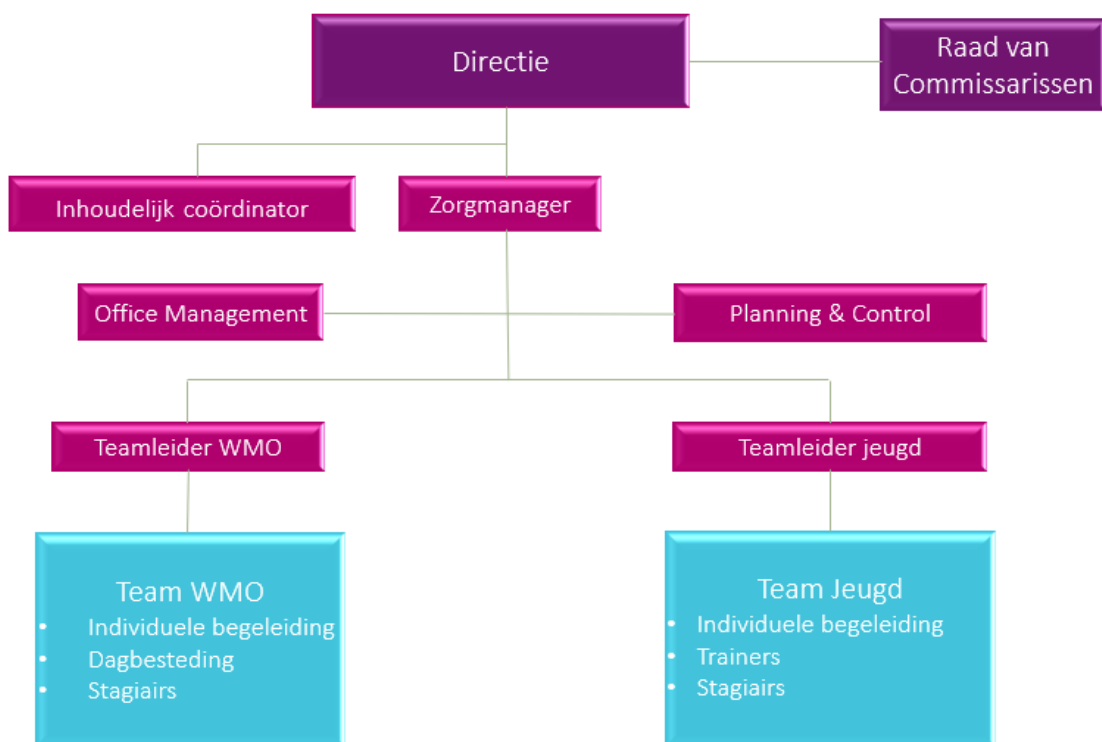 Directie
Raad van
Commissarissen
Inhoudelijk coördinator
Zorgmanager
Office Management
Planning & Control
Teamleider WMO
Teamleider jeugd
Team WMO
• Individuele begeleiding
• Dagbesteding
• Stagiairs
Team Jeugd
• Individuele begeleiding
• Trainers
• Stagiairs